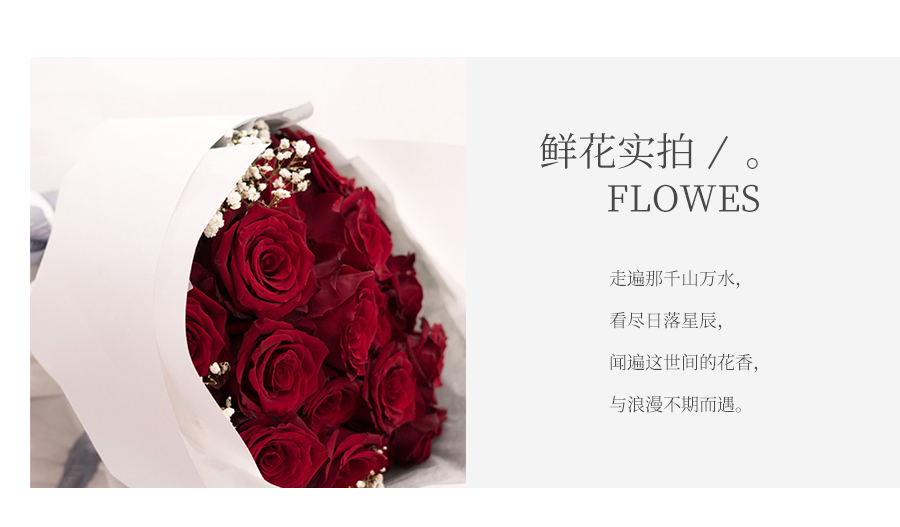 鲜花实拍 / 。
FLOWES
走遍那千山万水,
看尽日落星辰,
闻遍这世间的花香,
与浪漫不期而遇。